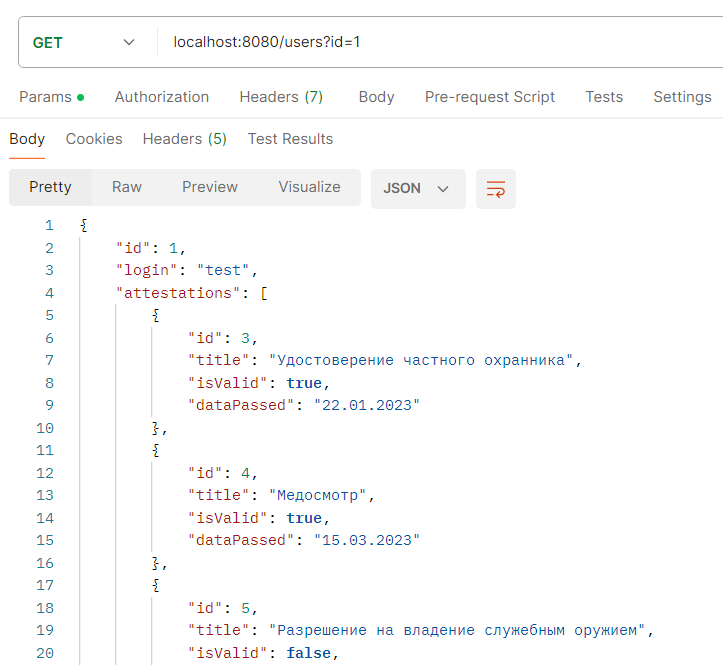 GET localhost:8080/users?id=1
Params Authorization Headers (7) Body Pre-request Script Tests Settings
Body Cookies Headers (5) Test Results
Pretty Raw Preview Visualize JSON
1 {
2 "id": 1,
3 "login": "test",
4 "attestations": [
5 {
6 "id": 3,
7 "title": "Удостоверение частного охранника",
8 "isValid": true,
9 "dataPassed": "22.01.2023"
10 },
11 {
12 "id": 4,
13 "title": "Медосмотр",
14 "isValid": true,
15 "dataPassed": "15.03.2023"
16 },
17 {
18 "id": 5,
19 "title": "Разрешение на владение служебным оружием",
20 "isValid": false,